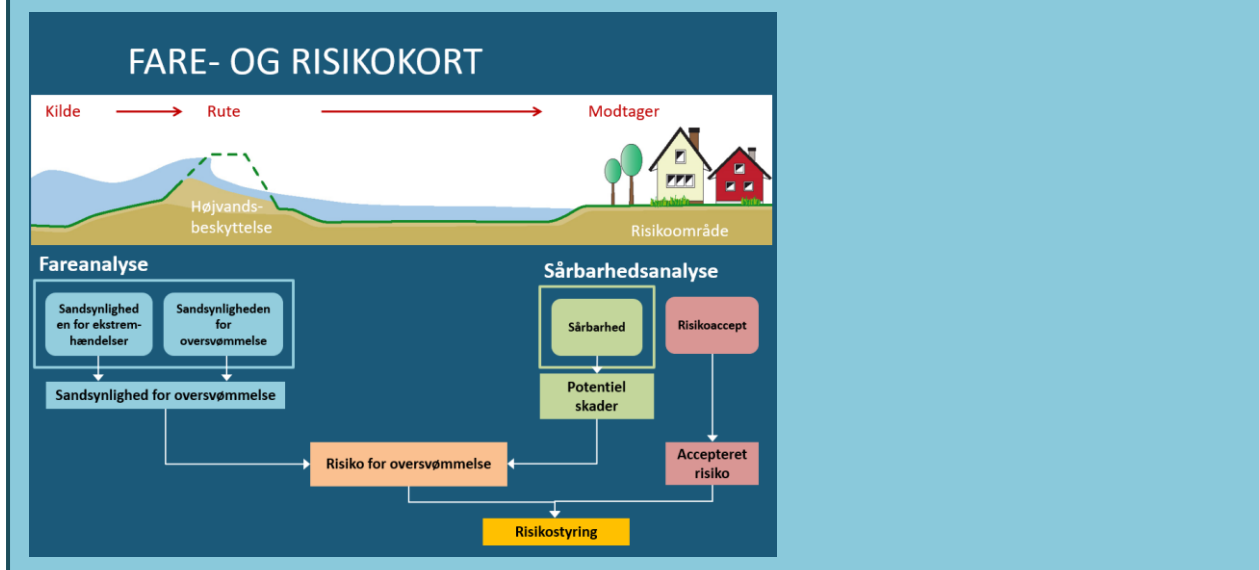 FARE- OG RISIKOKORT
Kilde
Rute
Modtager
Højvands-
beskyttelse
Risikoområde
Fareanalyse
Sårbarhedsanalyse
Sandsynlighed
en for ekstrem-
hændelser
Sandsynligheden
for
oversvømmelse
Sårbarhed
Risikoaccept
Sandsynlighed for oversvømmelse
Potentiel
skader
Risiko for oversvømmelse
Accepteret
risiko
Risikostyring